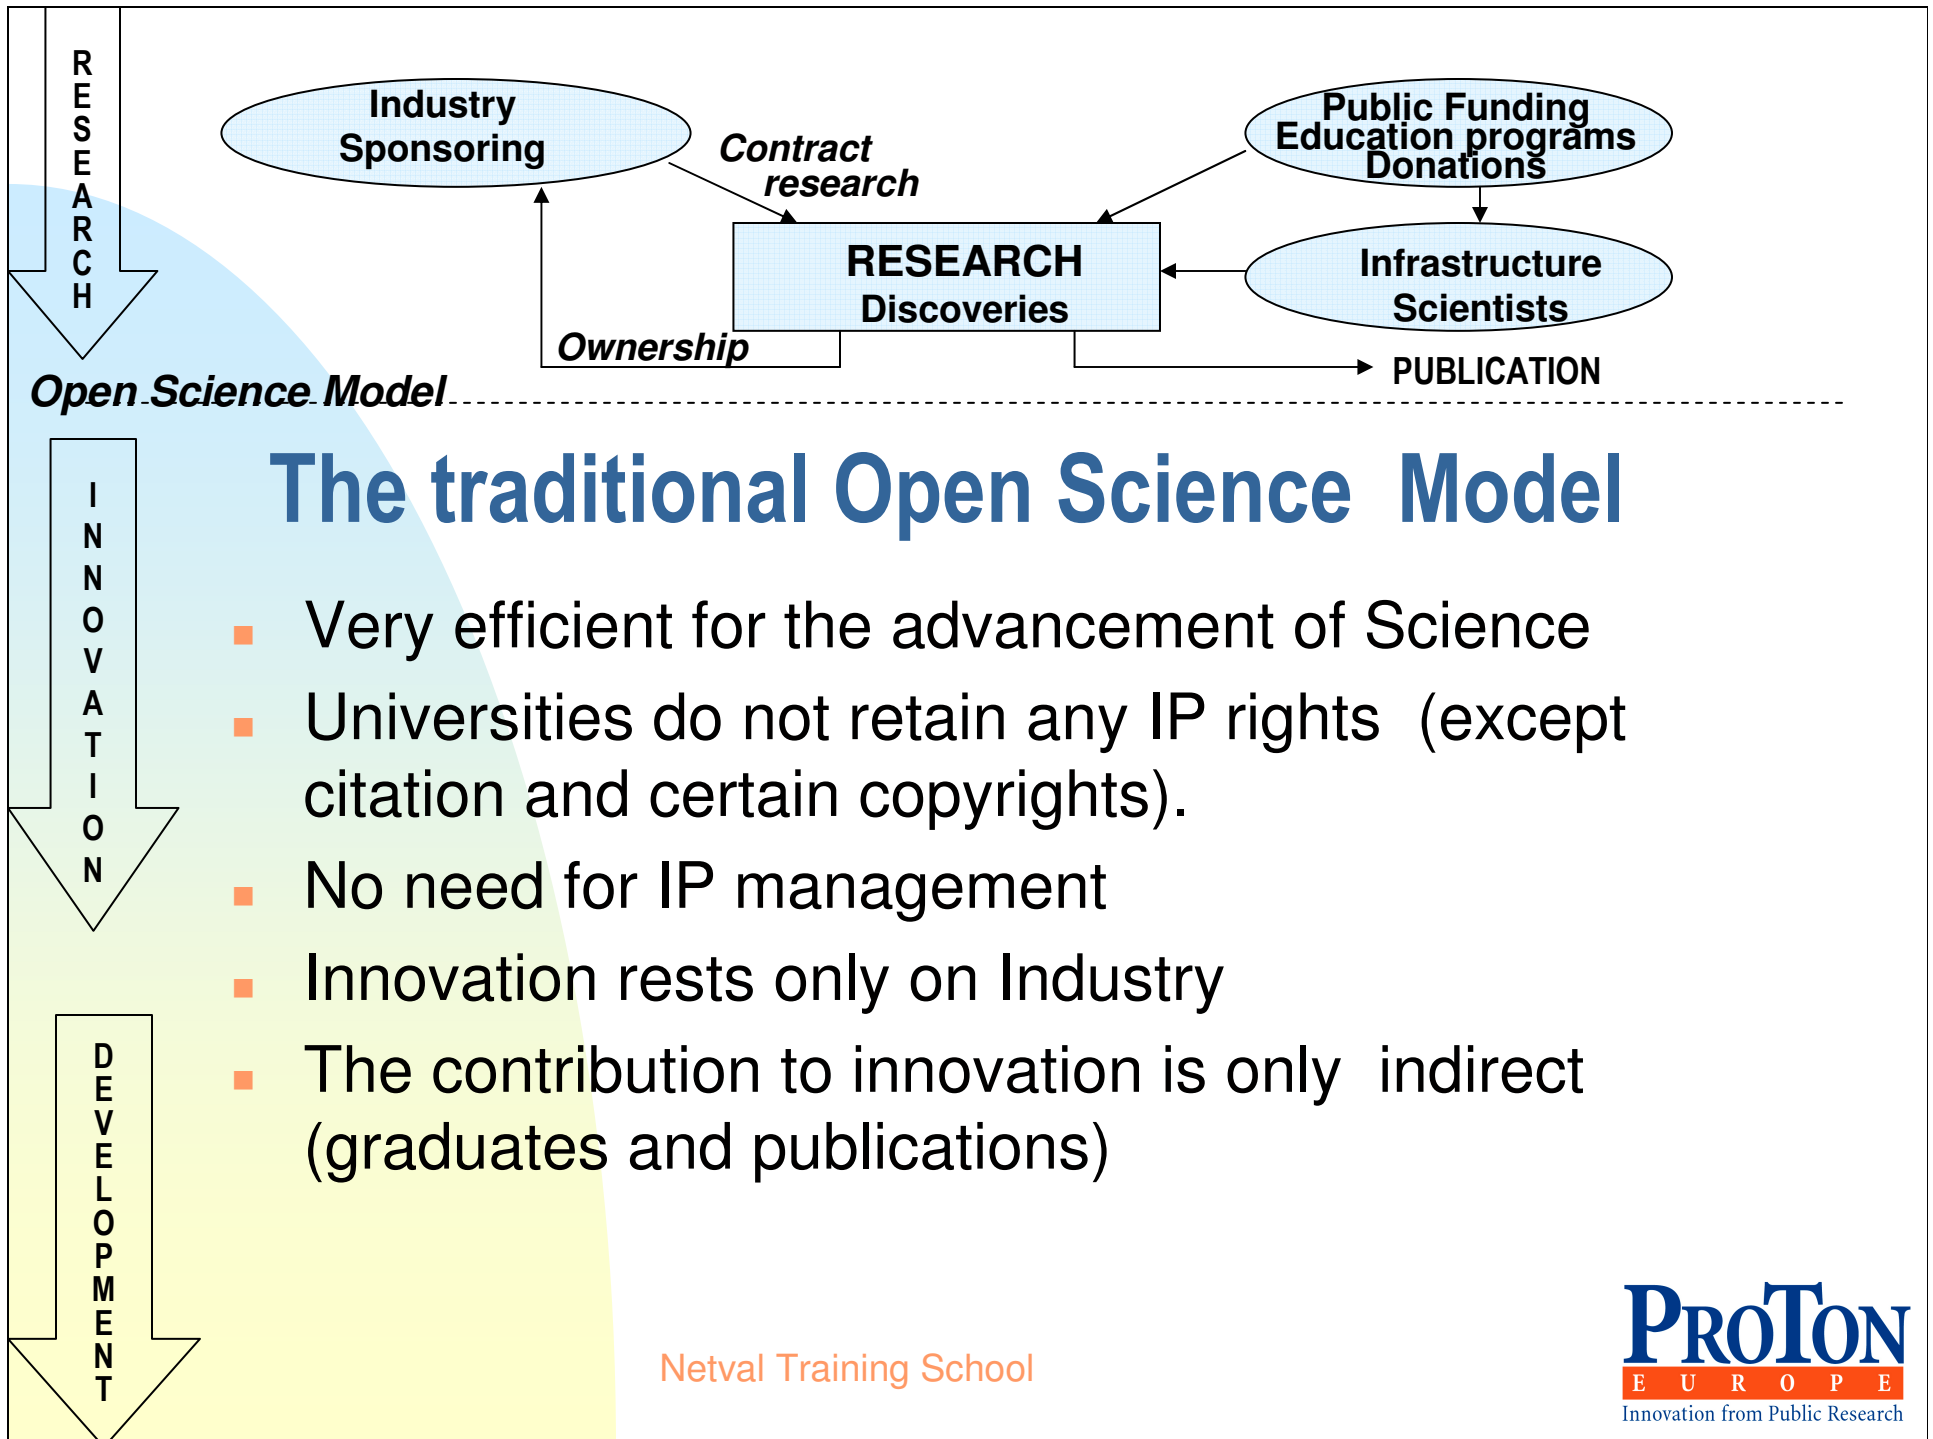 RESEARCH
Industry
Sponsoring
Contract
research
Public Funding
Education programs
Donations
RESEARCH
Discoveries
Infrastructure
Scientists
Ownership
PUBLICATION
Open Science Model
INNOVATION
The traditional Open Science Model
Very efficient for the advancement of Science
Universities do not retain any IP rights (except
citation and certain copyrights).
No need for IP management
Innovation rests only on Industry
The contribution to innovation is only indirect
(graduates and publications)
DEVELOPMENT
Netval Training School
PROTON
EUROPE
Innovation from Public Research